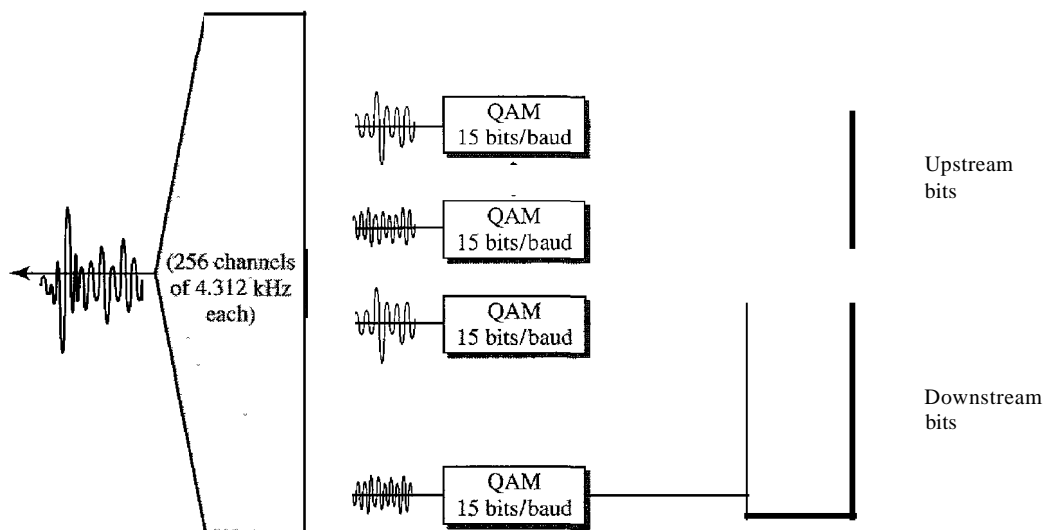 QAM
15 bits/baud
Upstream
bits
QAM
15 bits/baud
(256 channels
of 4.312 kHz
each)
QAM
15 bits/baud
Downstream
bits
QAM
15 bits/baud